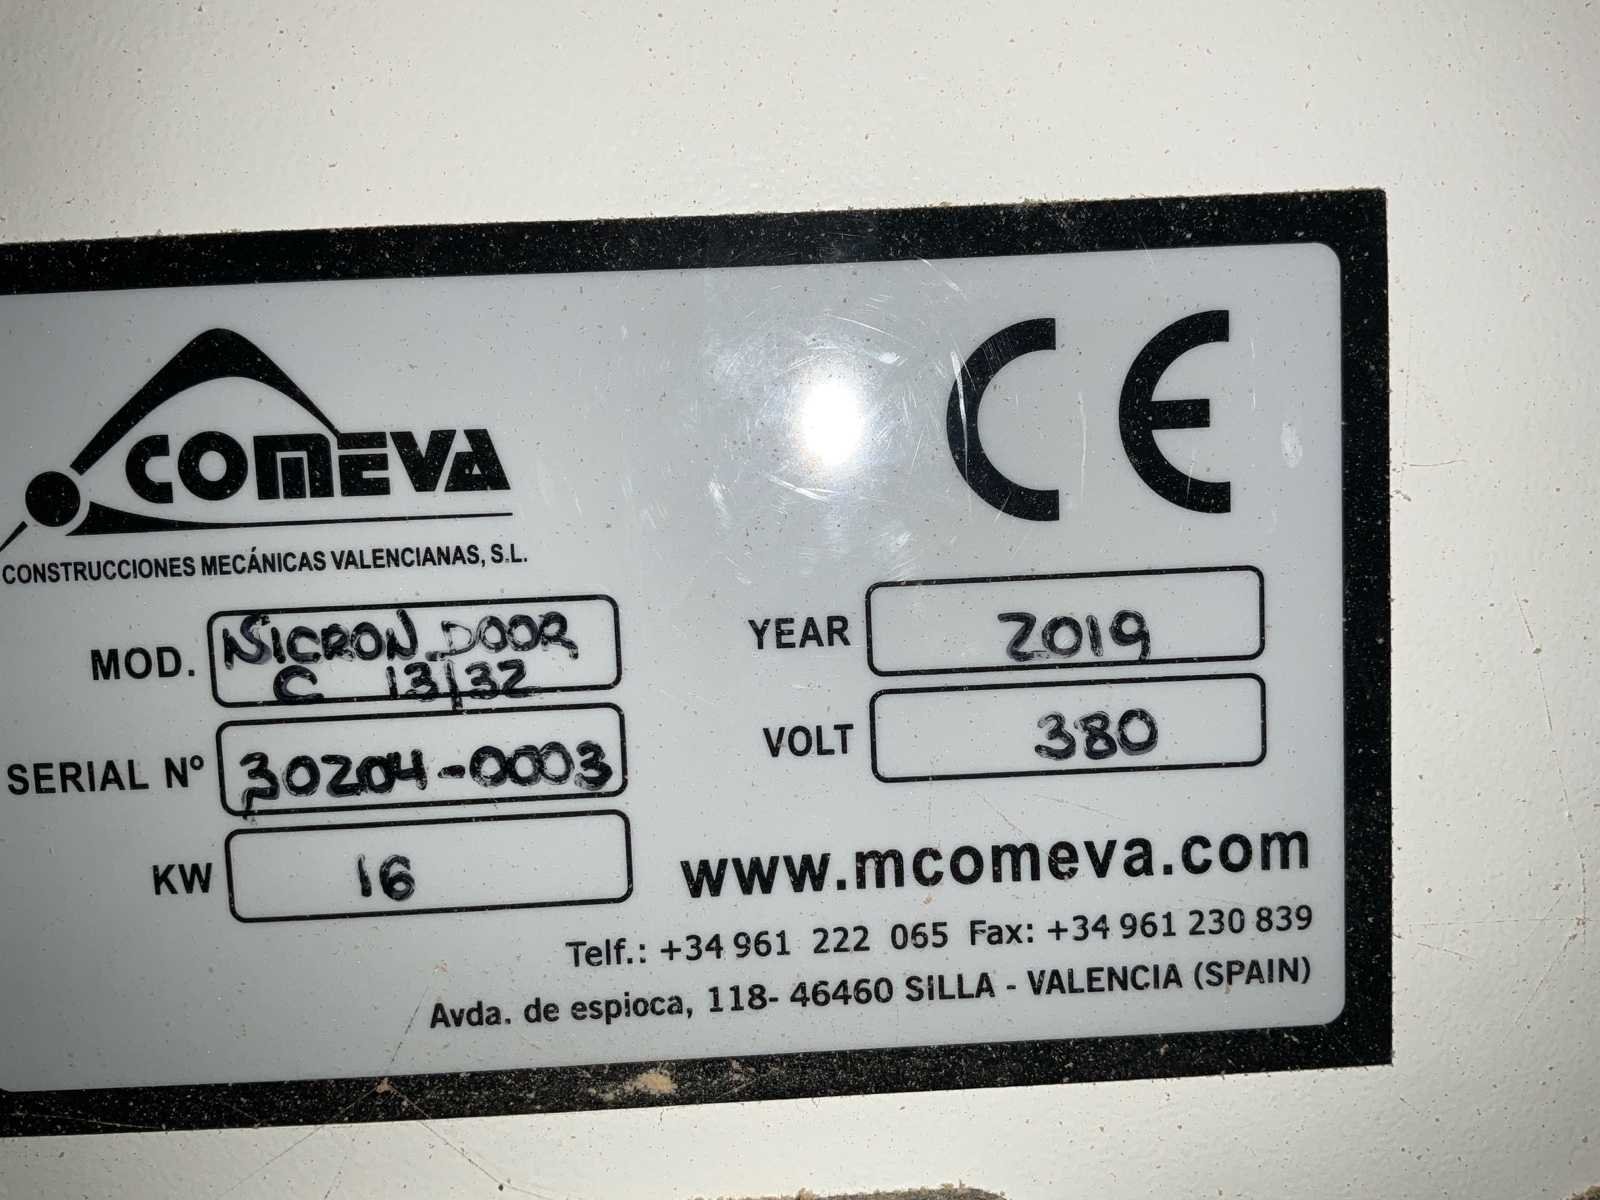 COMEVA
CE
CONSTRUCCIONES MECÁNICAS VALENCIANAS, S.L.
MOD. NICRON DOOR
C 13/32
YEAR 2019
SERIAL Nº 30204-0003
VOLT 380
KW 16
www.mcomeva.com
Telf.: +34 961 222 065 Fax: +34 961 230 839
Avda. de espioca, 118- 46460 SILLA - VALENCIA (SPAIN)